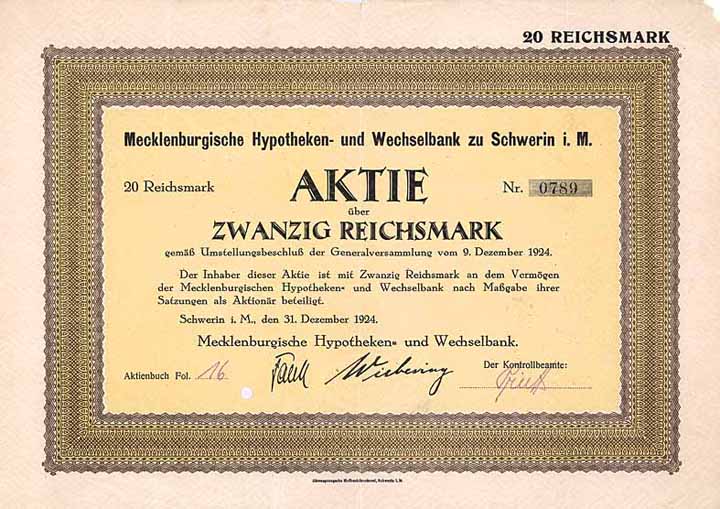 20 REICHSMARK
Mecklenburgische Hypotheken- und Wechselbank zu Schwerin i. M.
20 Reichsmark AKTIE Nr. 0789
über
ZWANZIG REICHSMARK
gemäß Umstellungsbeschluß der Generalversammlung vom 9. Dezember 1924.
Der Inhaber dieser Aktie ist mit Zwanzig Reichsmark an dem Vermögen
der Mecklenburgischen Hypotheken- und Wechselbank nach Maßgabe ihrer
Satzungen als Aktionär beteiligt.
Schwerin i. M., den 31. Dezember 1924.
Mecklenburgische Hypotheken- und Wechselbank.
Aktienbuch Fol. 16
Der Kontrollbeamte:
Schwerin i. M.